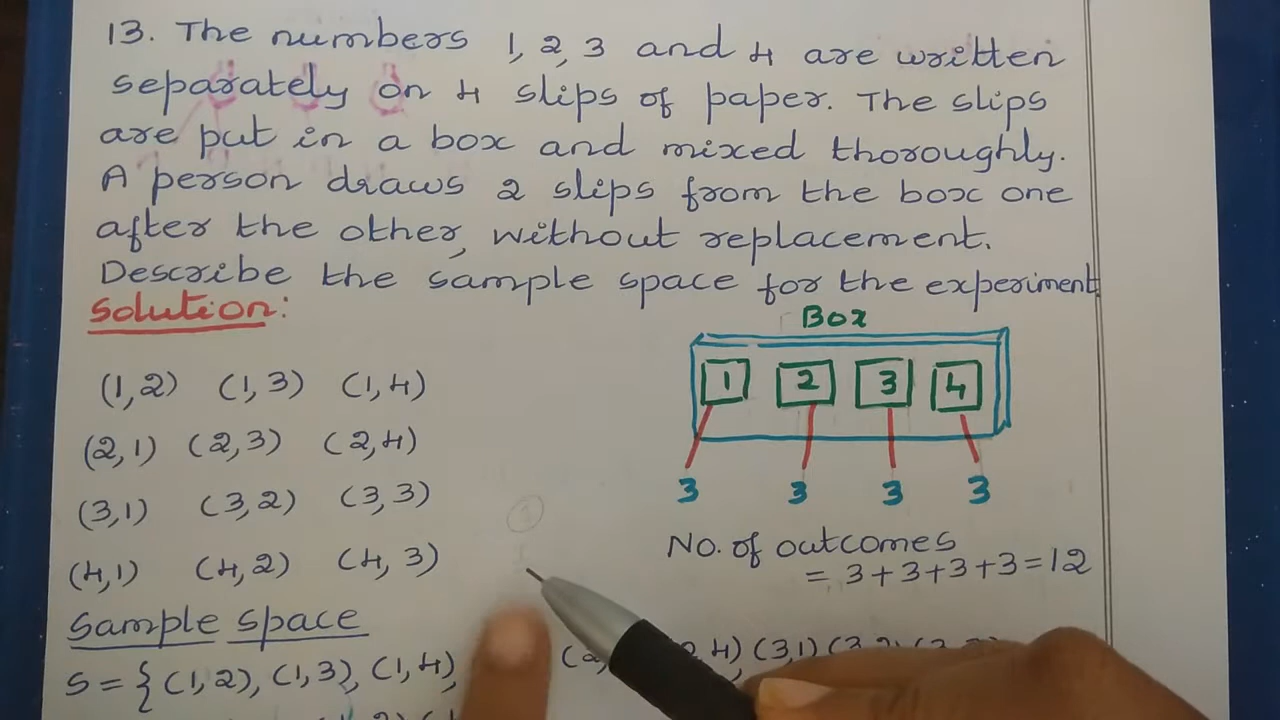 13. The numbers 1, 2, 3 and 4 are written
separately on 4 slips of paper. The slips
are put in a box and mixed thoroughly.
A person draws 2 slips from the box one
after the other, without replacement.
Describe the sample space for the experiment
Solution:
Box
1 2 3 4
3 3 3 3
(1,2) (1,3) (1,4)
(2,1) (2,3) (2,4)
(3,1) (3,2) (3,3)
(4,1) (4,2) (4,3)
No. of outcomes
= 3+3+3+3=12
Sample space
S = { (1,2), (1,3), (1,4), (3,1)